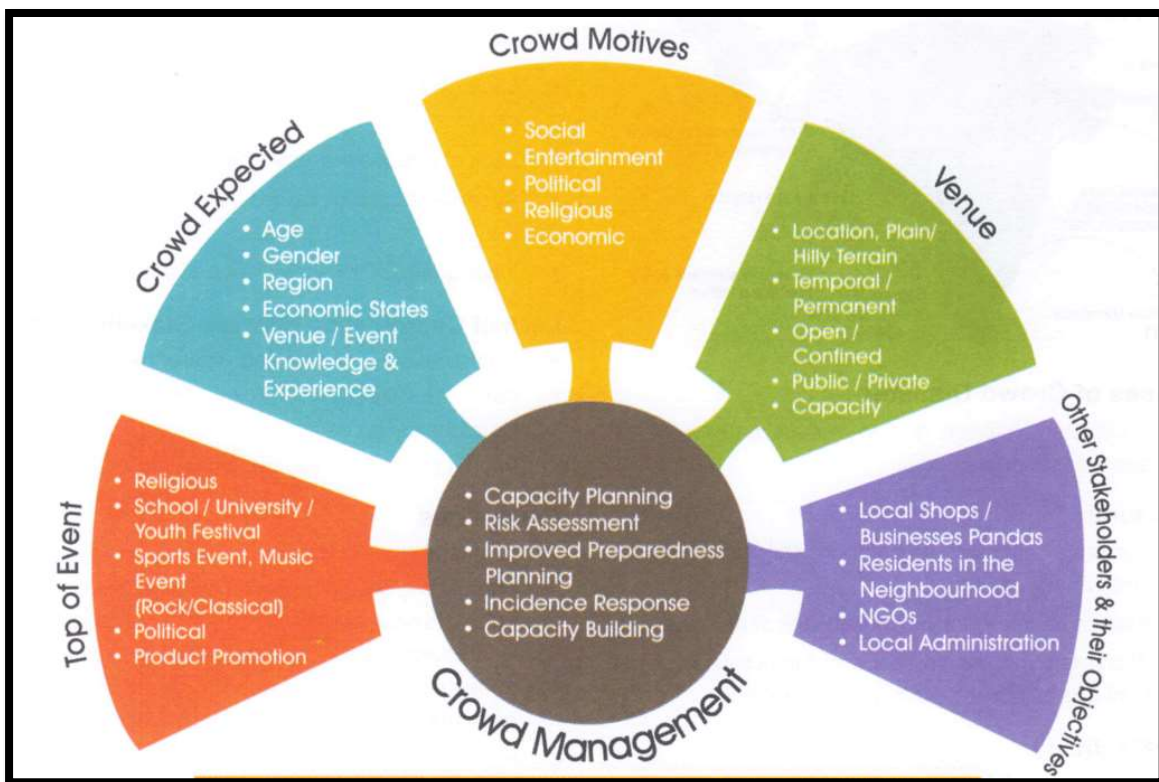 Crowd Motives
• Social
• Entertainment
• Political
• Religious
• Economic
Crowd Expected
• Age
• Gender
• Region
• Economic States
• Venue / Event
Knowledge &
Experience
Venue
• Location, Plain/
Hilly Terrain
• Temporal /
Permanent
• Open /
Confined
• Public / Private
• Capacity
Top of Event
• Religious
• School / University /
Youth Festival
• Sports Event, Music
Event
(Rock/Classical)
• Political
• Product Promotion
• Capacity Planning
• Risk Assessment
• Improved Preparedness
Planning
• Incidence Response
• Capacity Building
Crowd Management
Other Stakeholders & their Objectives
• Local Shops /
Businesses Pandas
• Residents in the
Neighbourhood
• NGOs
• Local Administration